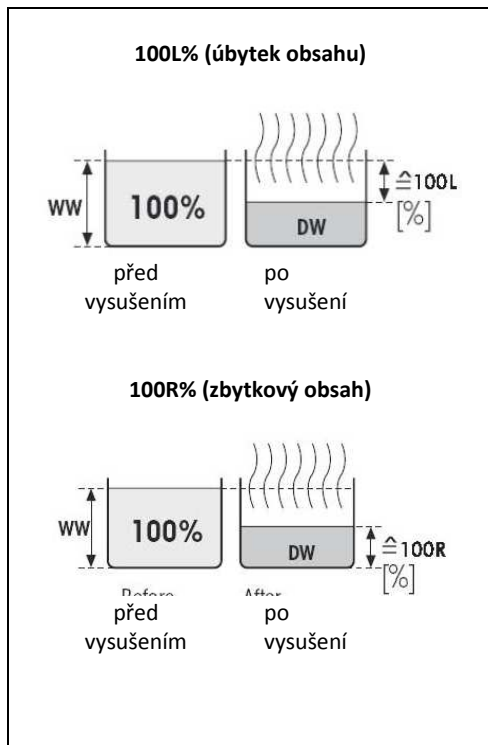 100L% (úbytek obsahu)
WW 100% DW ≙100L
[%]
před po
vysušením vysušení
100R% (zbytkový obsah)
WW 100% DW ≙100R
[%]
před po
vysušením vysušení